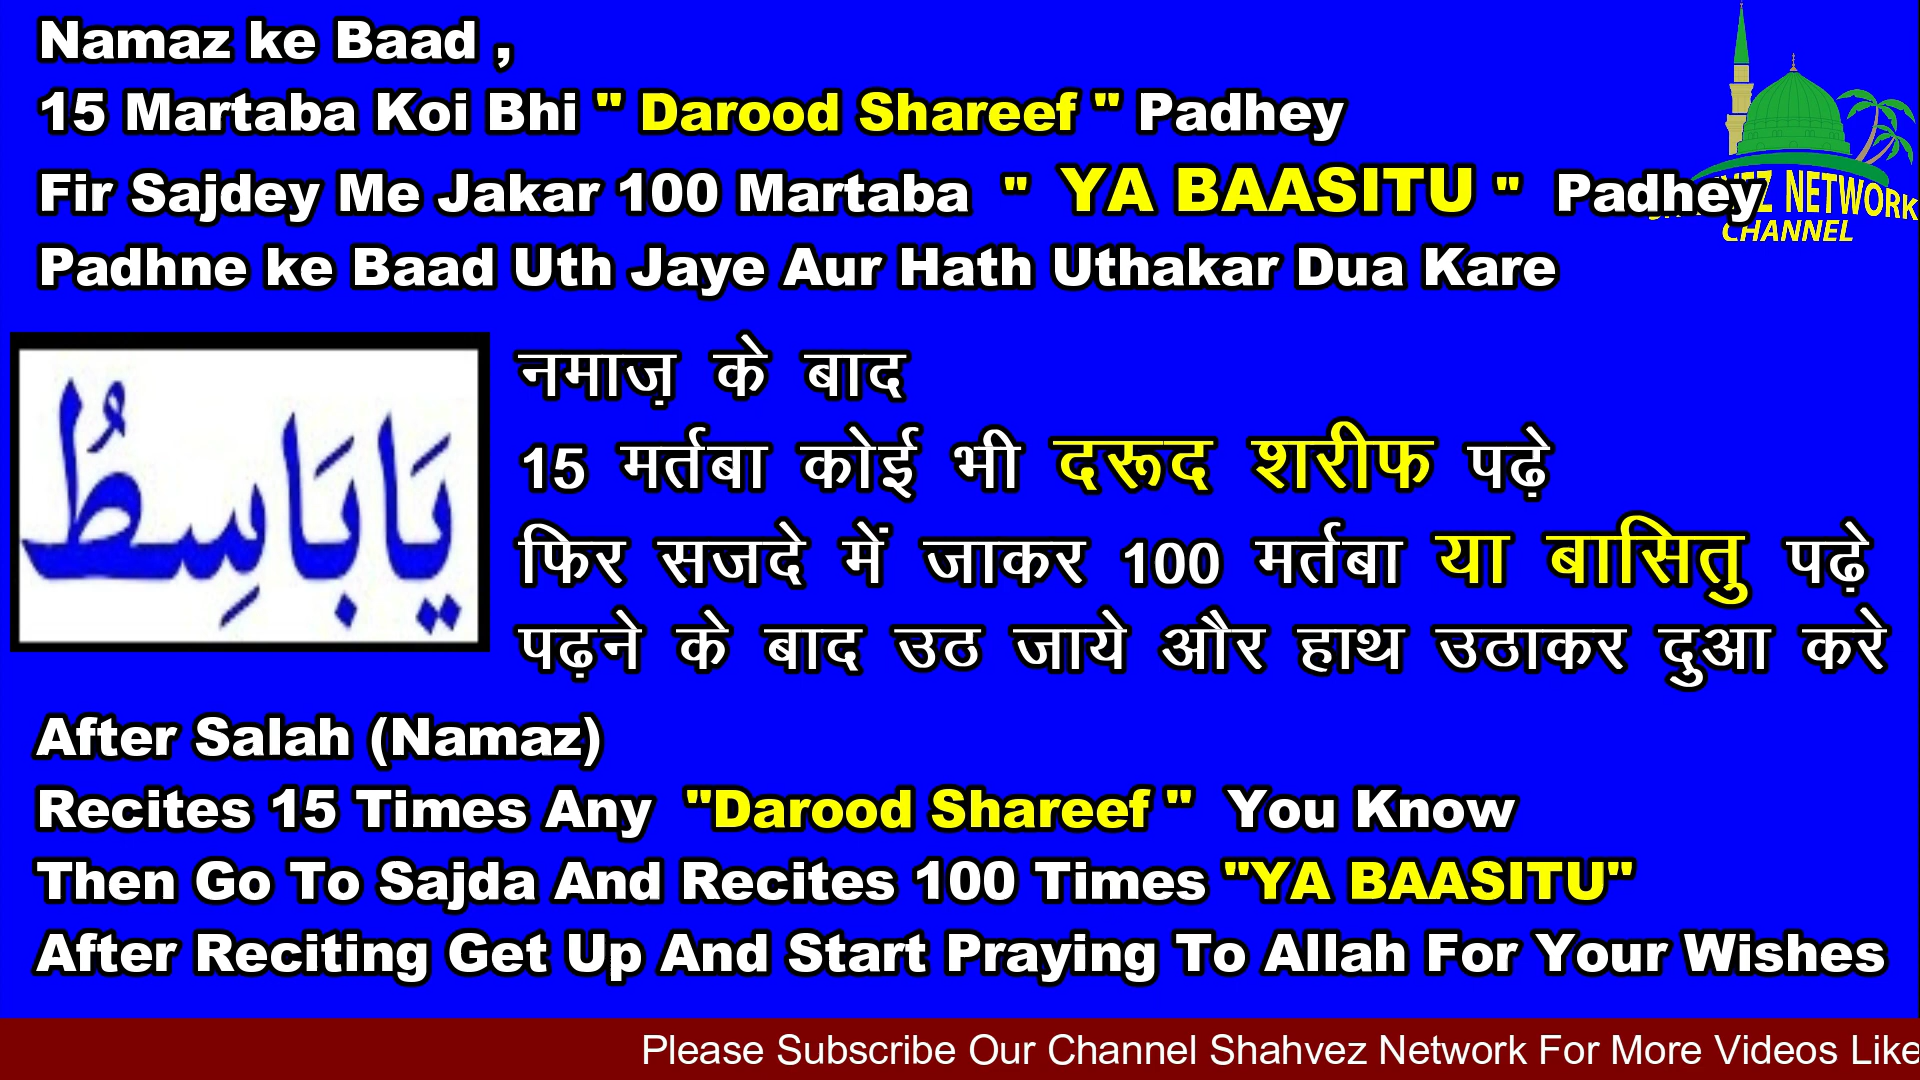 Namaz ke Baad ,
15 Martaba Koi Bhi " Darood Shareef " Padhey
Fir Sajdey Me Jakar 100 Martaba " YA BAASITU " Padhey
Padhne ke Baad Uth Jaye Aur Hath Uthakar Dua Kare
NETWORK
CHANNEL
يَا بَاسِطُ
नमाज़ के बाद
15 मर्तबा कोई भी दरूद शरीफ पढ़े
फिर सजदे में जाकर 100 मर्तबा या बासितु पढ़े
पढ़ने के बाद उठ जाये और हाथ उठाकर दुआ करे
After Salah (Namaz)
Recites 15 Times Any "Darood Shareef " You Know
Then Go To Sajda And Recites 100 Times "YA BAASITU"
After Reciting Get Up And Start Praying To Allah For Your Wishes
Please Subscribe Our Channel Shahvez Network For More Videos Like